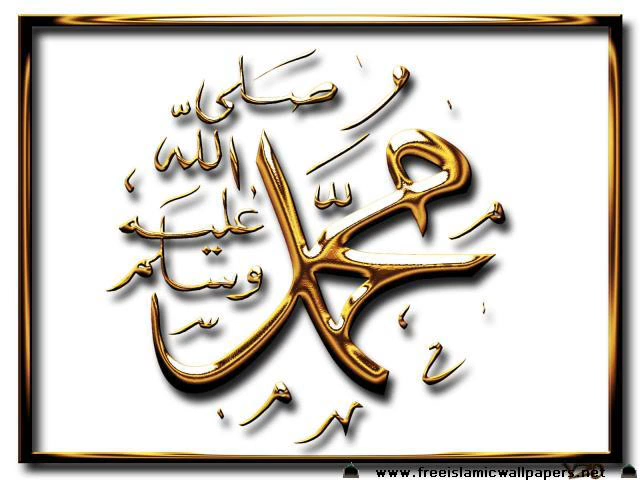 محمد
صلى
الله
عليه
وسلم
www.freeislamicwallpapers.net